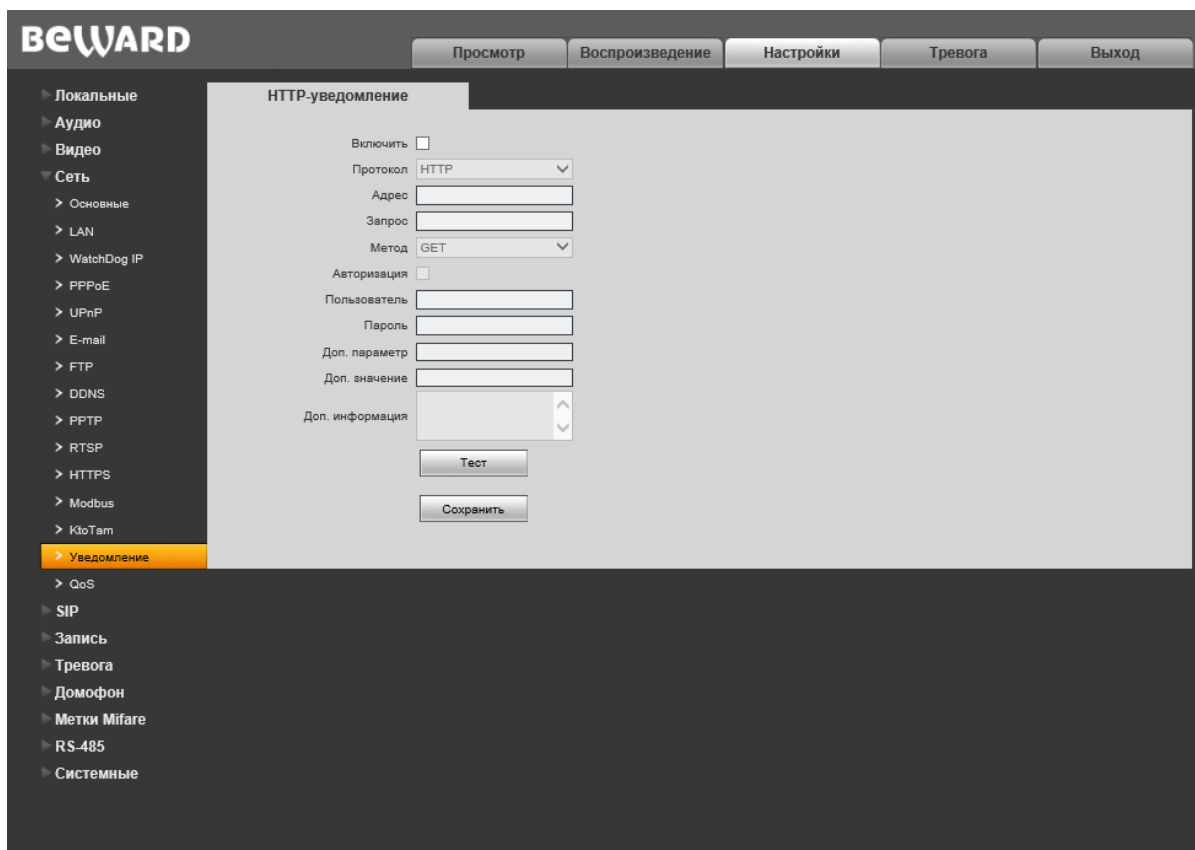 BEWARD
Просмотр
Воспроизведение
Настройки
Тревога
Выход
Локальные
Аудио
Видео
Сеть
Основные
LAN
WatchDog IP
PPPoE
UPnP
E-mail
FTP
DDNS
PPTP
RTSP
HTTPS
Modbus
KtoTam
Уведомление
QoS
SIP
Запись
Тревога
Домофон
Метки Mifare
RS-485
Системные
HTTP-уведомление
Включить
Протокол HTTP
Адрес
Запрос
Метод GET
Авторизация
Пользователь
Пароль
Доп. параметр
Доп. значение
Доп. информация
Тест
Сохранить